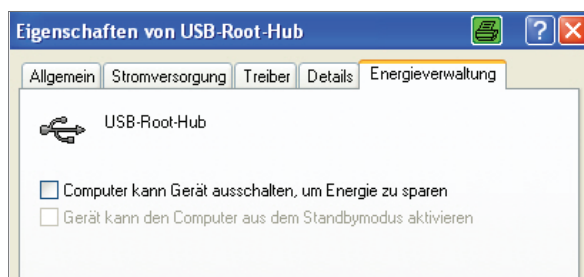 Eigenschaften von USB-Root-Hub
Allgemein Stromversorgung Treiber Details Energieverwaltung
USB-Root-Hub
Computer kann Gerät ausschalten, um Energie zu sparen
Gerät kann den Computer aus dem Standbymodus aktivieren